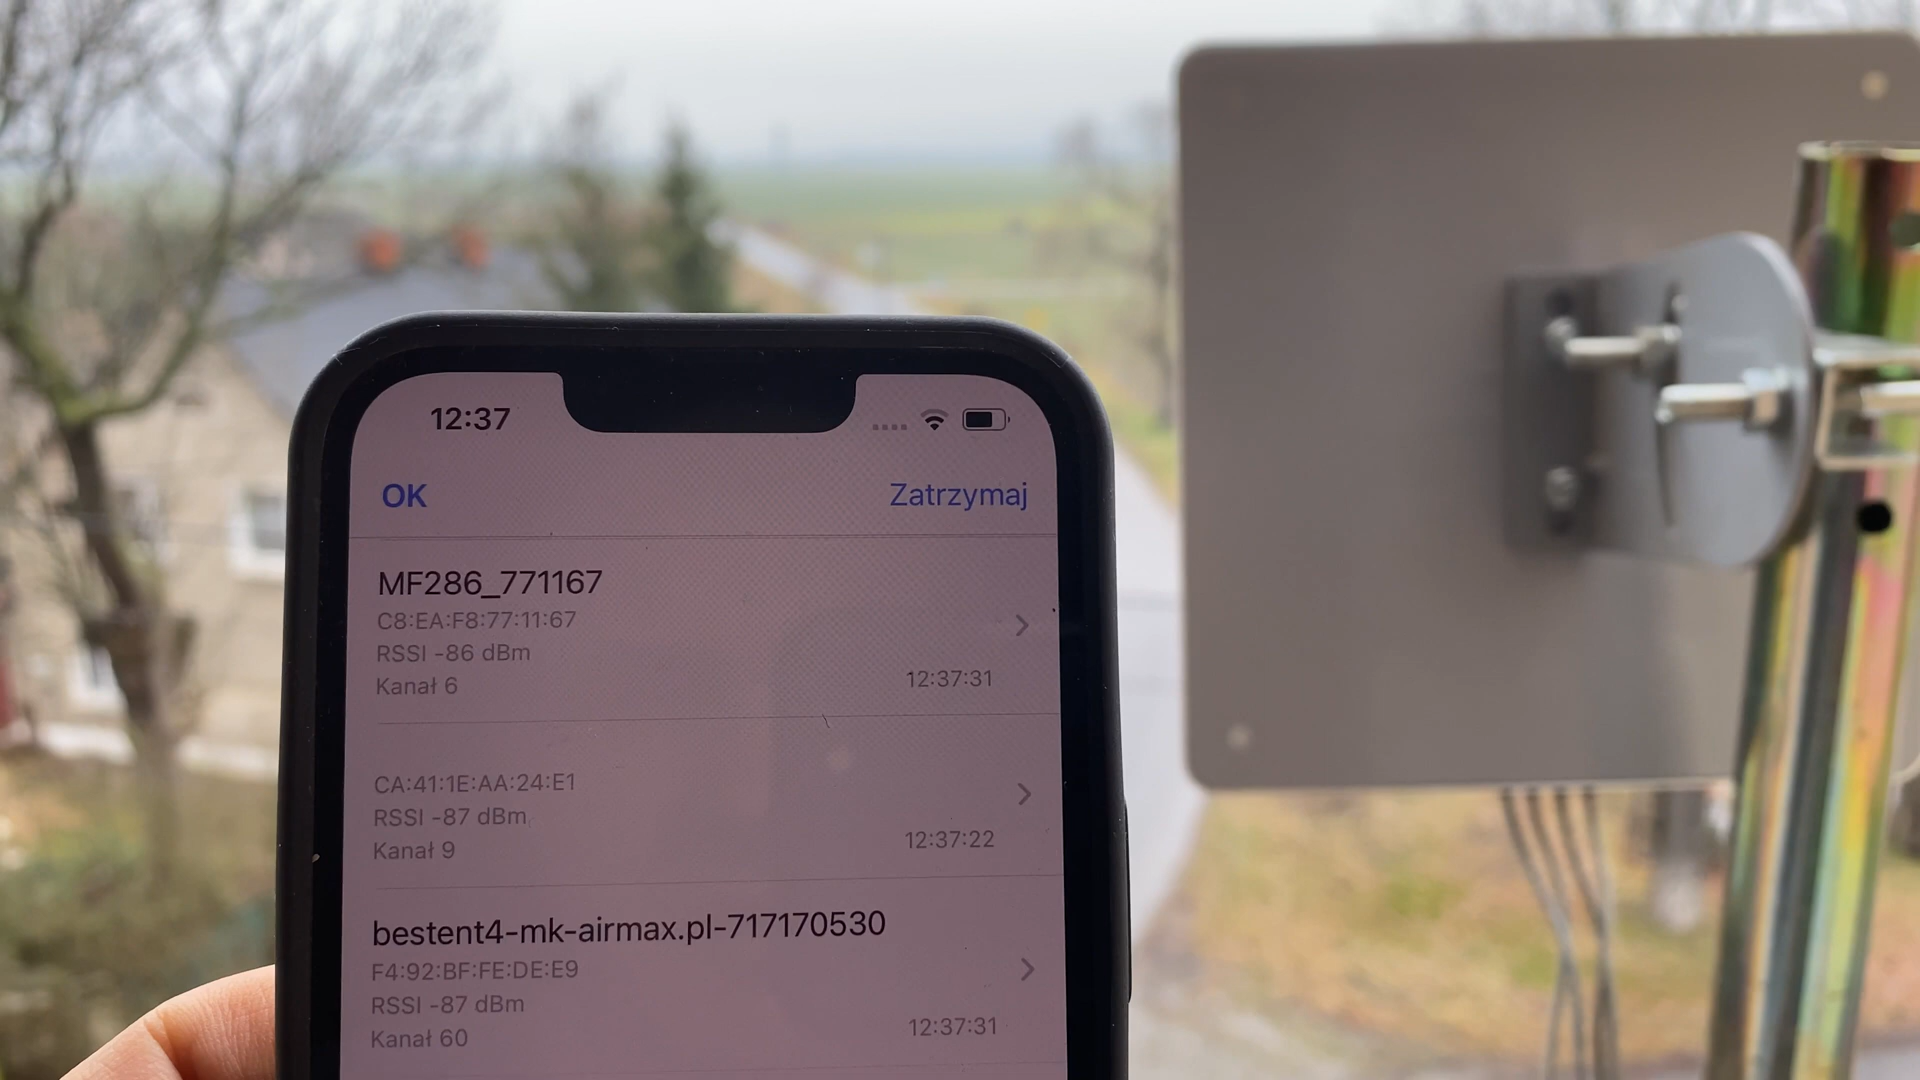 12:37
OK
Zatrzymaj
MF286_771167
C8:EA:F8:77:11:67
RSSI -86 dBm
Kanał 6
12:37:31
CA:41:1E:AA:24:E1
RSSI -87 dBm
Kanał 9
12:37:22
bestent4-mk-airmax.pl-717170530
F4:92:BF:FE:DE:E9
RSSI -87 dBm
Kanał 60
12:37:31